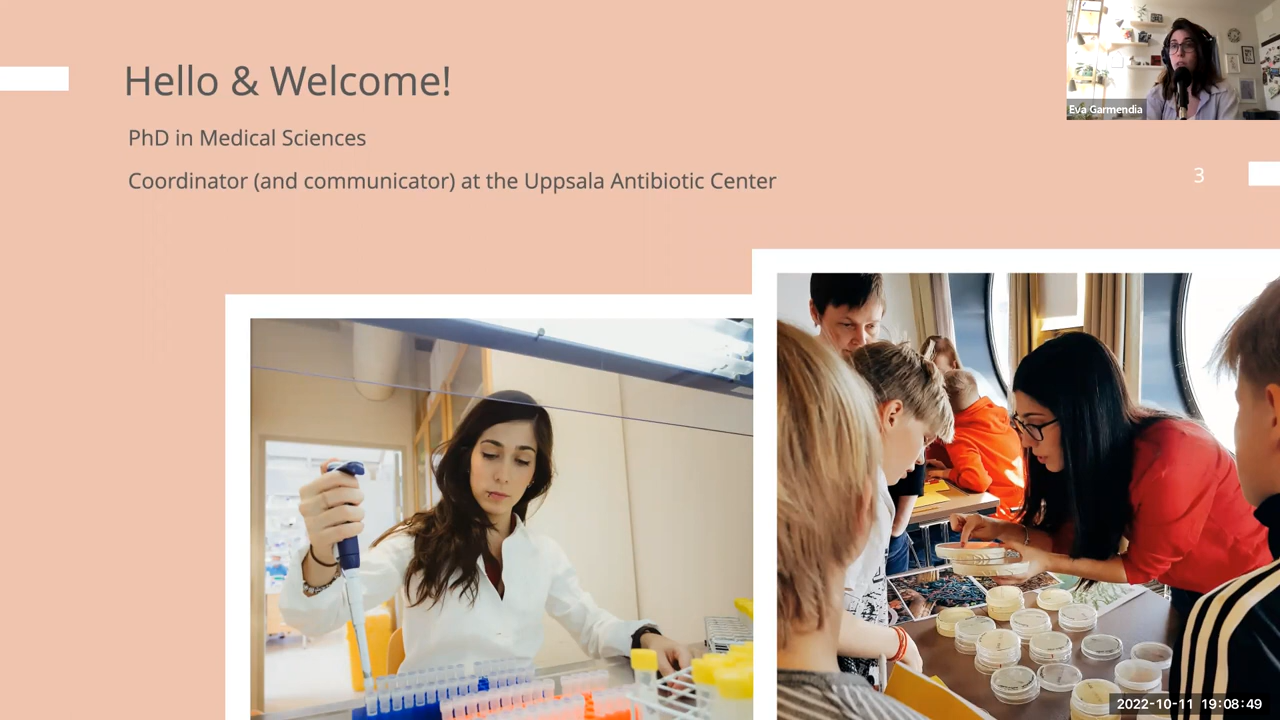 Hello & Welcome!
PhD in Medical Sciences
Coordinator (and communicator) at the Uppsala Antibiotic Center
Eva Garmendia
3
2022-10-11 19:08:49